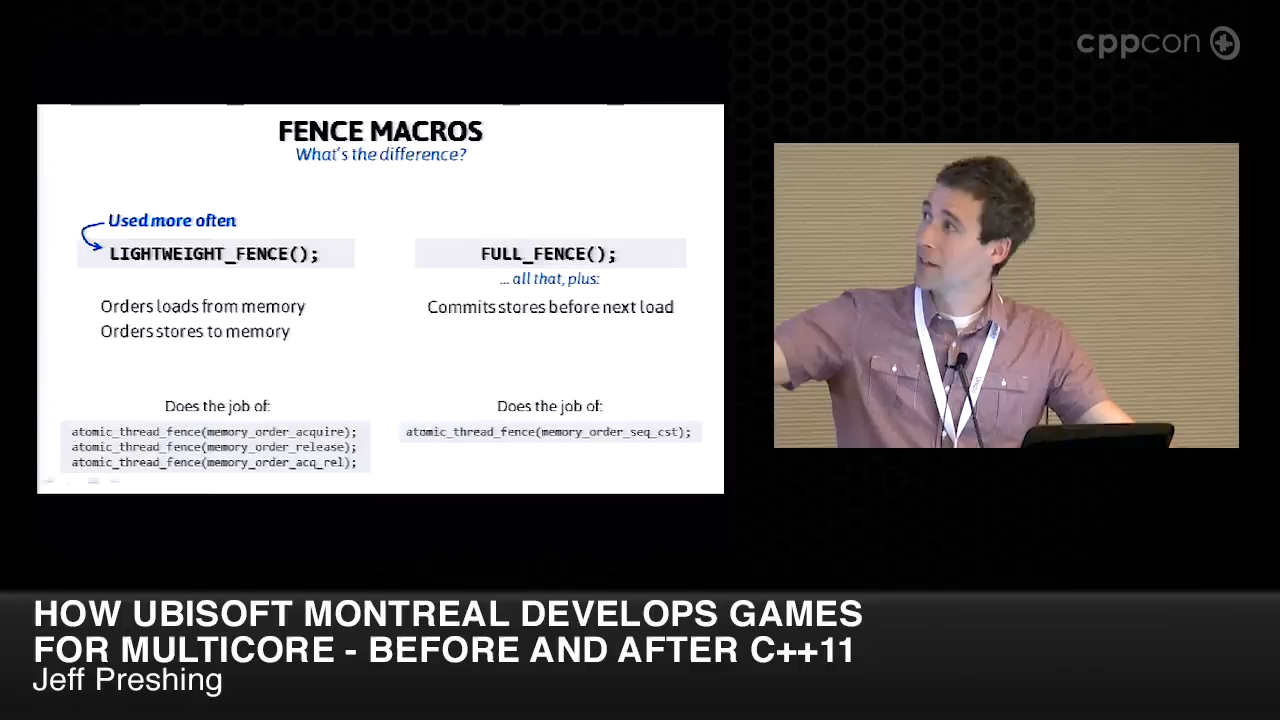 cppcon
FENCE MACROS
What's the difference?
Used more often
LIGHTWEIGHT_FENCE();
Orders loads from memory
Orders stores to memory
Does the job of:
atomic_thread_fence(memory_order_acquire);
atomic_thread_fence(memory_order_release);
atomic_thread_fence(memory_order_acq_rel);
FULL_FENCE();
... all that, plus:
Commits stores before next load
Does the job of:
atomic_thread_fence(memory_order_seq_cst);
HOW UBISOFT MONTREAL DEVELOPS GAMES
FOR MULTICORE - BEFORE AND AFTER C++11
Jeff Preshing